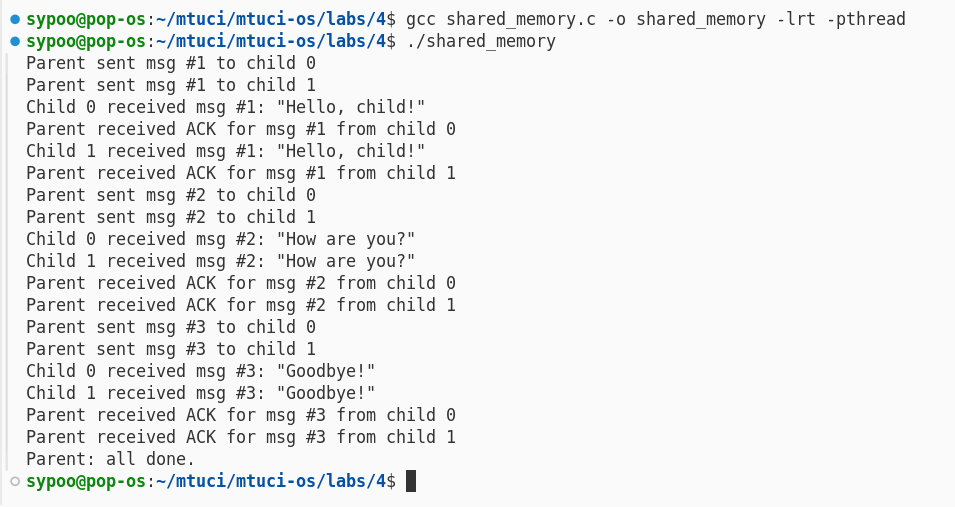 sypoo@pop-os:~/mtuci/mtuci-os/labs/4$ gcc shared_memory.c -o shared_memory -lrt -pthread
sypoo@pop-os:~/mtuci/mtuci-os/labs/4$ ./shared_memory
Parent sent msg #1 to child 0
Parent sent msg #1 to child 1
Child 0 received msg #1: "Hello, child!"
Parent received ACK for msg #1 from child 0
Child 1 received msg #1: "Hello, child!"
Parent received ACK for msg #1 from child 1
Parent sent msg #2 to child 0
Parent sent msg #2 to child 1
Child 0 received msg #2: "How are you?"
Child 1 received msg #2: "How are you?"
Parent received ACK for msg #2 from child 0
Parent received ACK for msg #2 from child 1
Parent sent msg #3 to child 0
Parent sent msg #3 to child 1
Child 0 received msg #3: "Goodbye!"
Child 1 received msg #3: "Goodbye!"
Parent received ACK for msg #3 from child 0
Parent received ACK for msg #3 from child 1
Parent: all done.
sypoo@pop-os:~/mtuci/mtuci-os/labs/4$